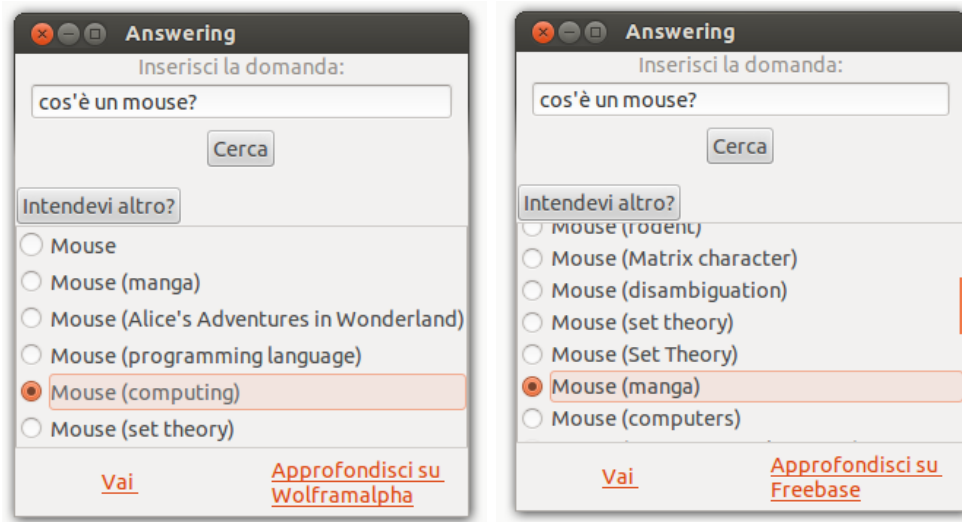 Answering
Inserisci la domanda:
cos'è un mouse?
Cerca
Intendevi altro?
Mouse
Mouse (manga)
Mouse (Alice's Adventures in Wonderland)
Mouse (programming language)
Mouse (computing)
Mouse (set theory)
Vai
Approfondisci su
Wolframalpha
Answering
Inserisci la domanda:
cos'è un mouse?
Cerca
Intendevi altro?
Mouse (rodent)
Mouse (Matrix character)
Mouse (disambiguation)
Mouse (set theory)
Mouse (Set Theory)
Mouse (manga)
Mouse (computers)
Vai
Approfondisci su
Freebase